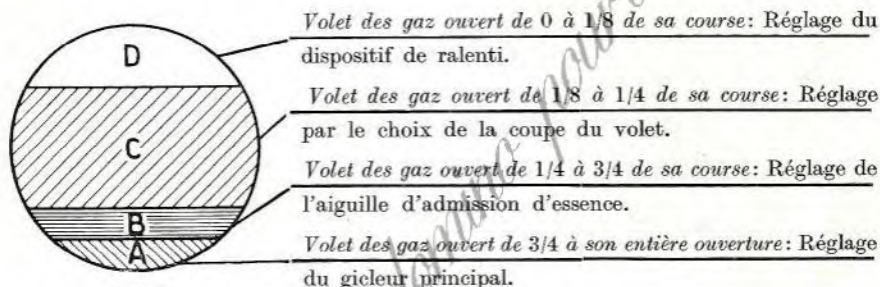 D
Volet des gaz ouvert de 0 à 1/8 de sa course: Réglage du
dispositif de ralenti.
C
Volet des gaz ouvert de 1/8 à 1/4 de sa course: Réglage
par le choix de la coupe du volet.
B
Volet des gaz ouvert de 1/4 à 3/4 de sa course: Réglage de
l'aiguille d'admission d'essence.
A
Volet des gaz ouvert de 3/4 à son entière ouverture: Réglage
du gicleur principal.